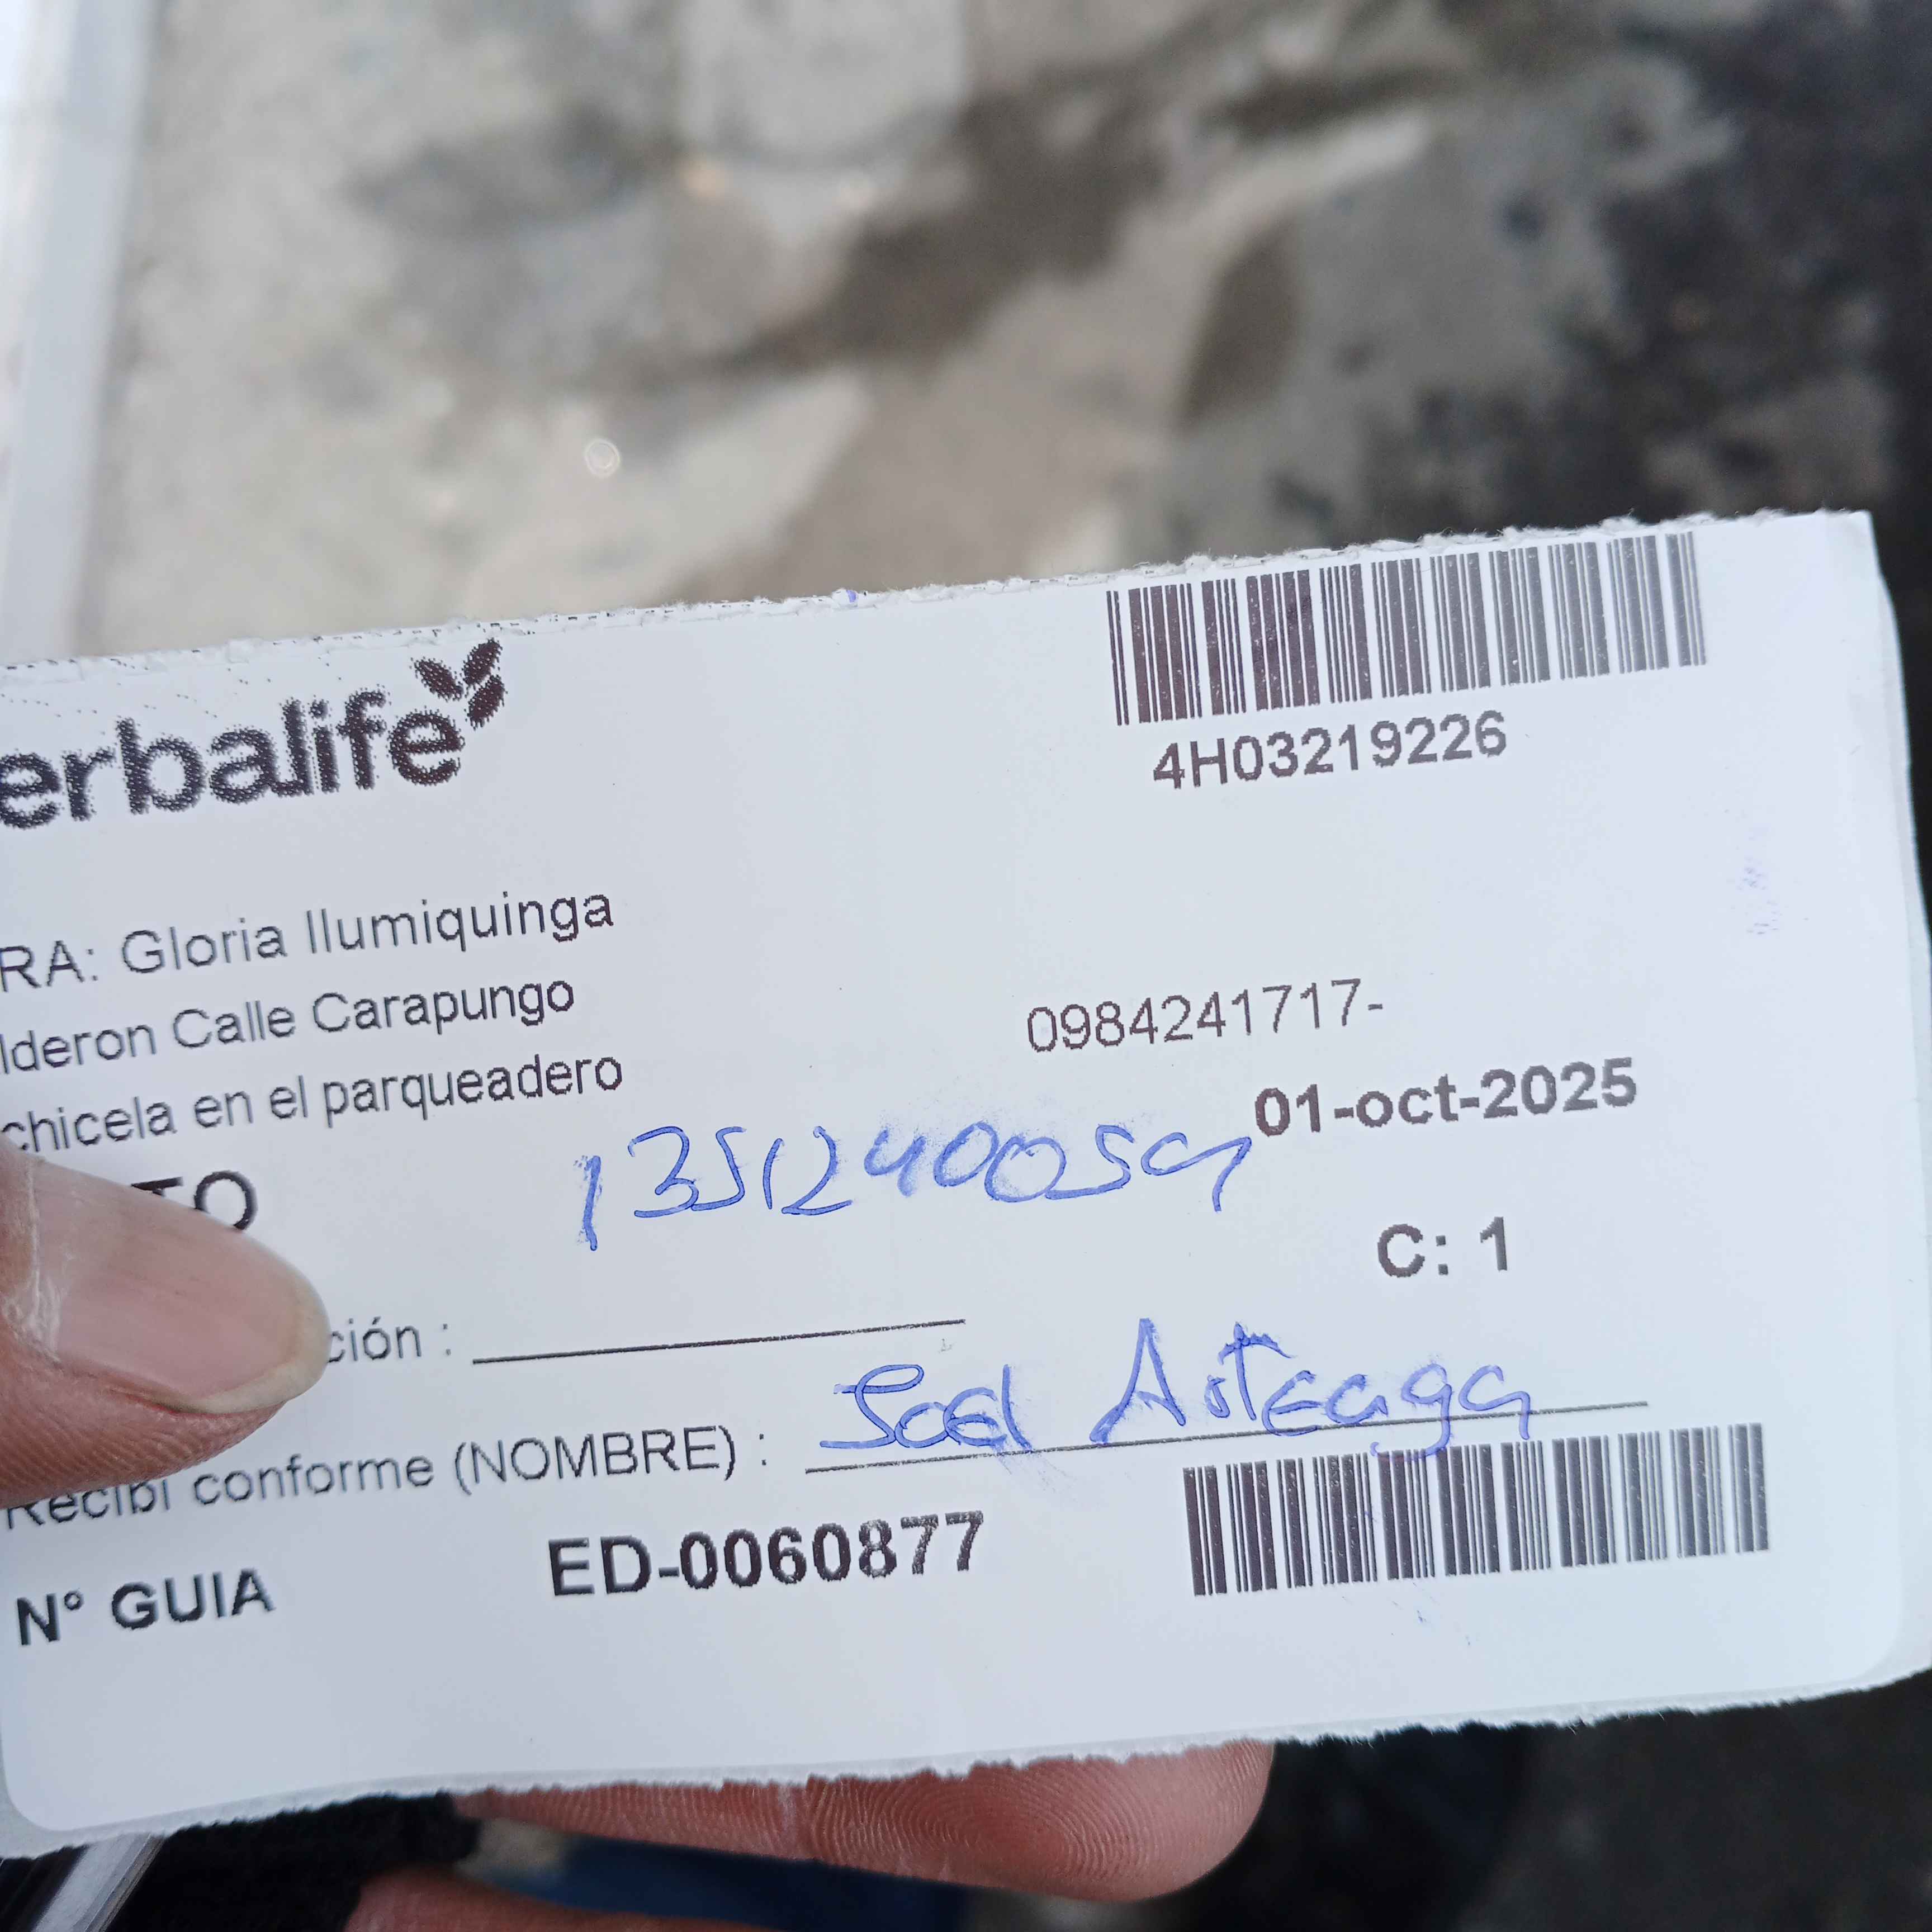 erbalife
4H03219226
RA: Gloria llumiquinga
lderon Calle Carapungo
0984241717-
chicela en el parqueadero
01-oct-2025
TO
1351240059
C: 1
ción :
Recibi conforme (NOMBRE) : Joel Arteaga
N° GUIA ED-0060877